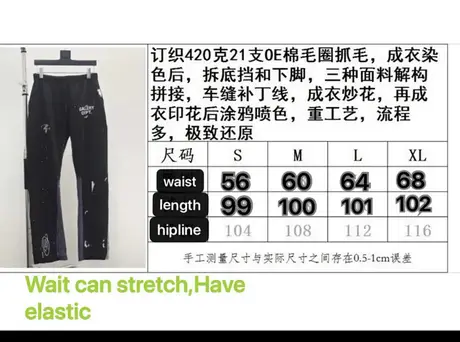 GALLERY
DEPT.
订织420克21支OE棉毛圈抓毛，成衣染
色后，拆底挡和下脚，三种面料解构
拼接，车缝补丁线，成衣炒花，再成
衣印花后涂鸦喷色，重工艺，流程
多，极致还原
尺码 S M L XL
waist 56 60 64 68
length 99 100 101 102
hipline 104 108 112 116
手工测量尺寸与实际尺寸之间存在0.5-1cm误差
Wait can stretch,Have
elastic